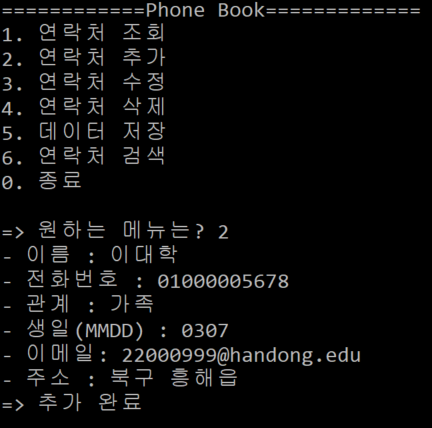 ============Phone Book=============
1. 연락처 조회
2. 연락처 추가
3. 연락처 수정
4. 연락처 삭제
5. 데이터 저장
6. 연락처 검색
0. 종료
=> 원하는 메뉴는? 2
- 이름 : 이대학
- 전화번호 : 01000005678
- 관계 : 가족
- 생일(MMDD) : 0307
- 이메일: 22000999@handong.edu
- 주소 : 북구 흥해읍
=> 추가 완료